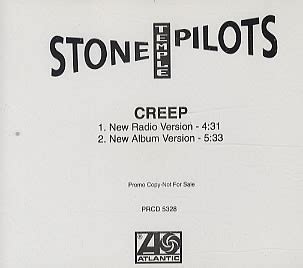 STONE TEMPLE PILOTS
CREEP
1. New Radio Version - 4:31
2. New Album Version - 5:33
Promo Copy-Not For Sale
PRCD 5328
ATLANTIC